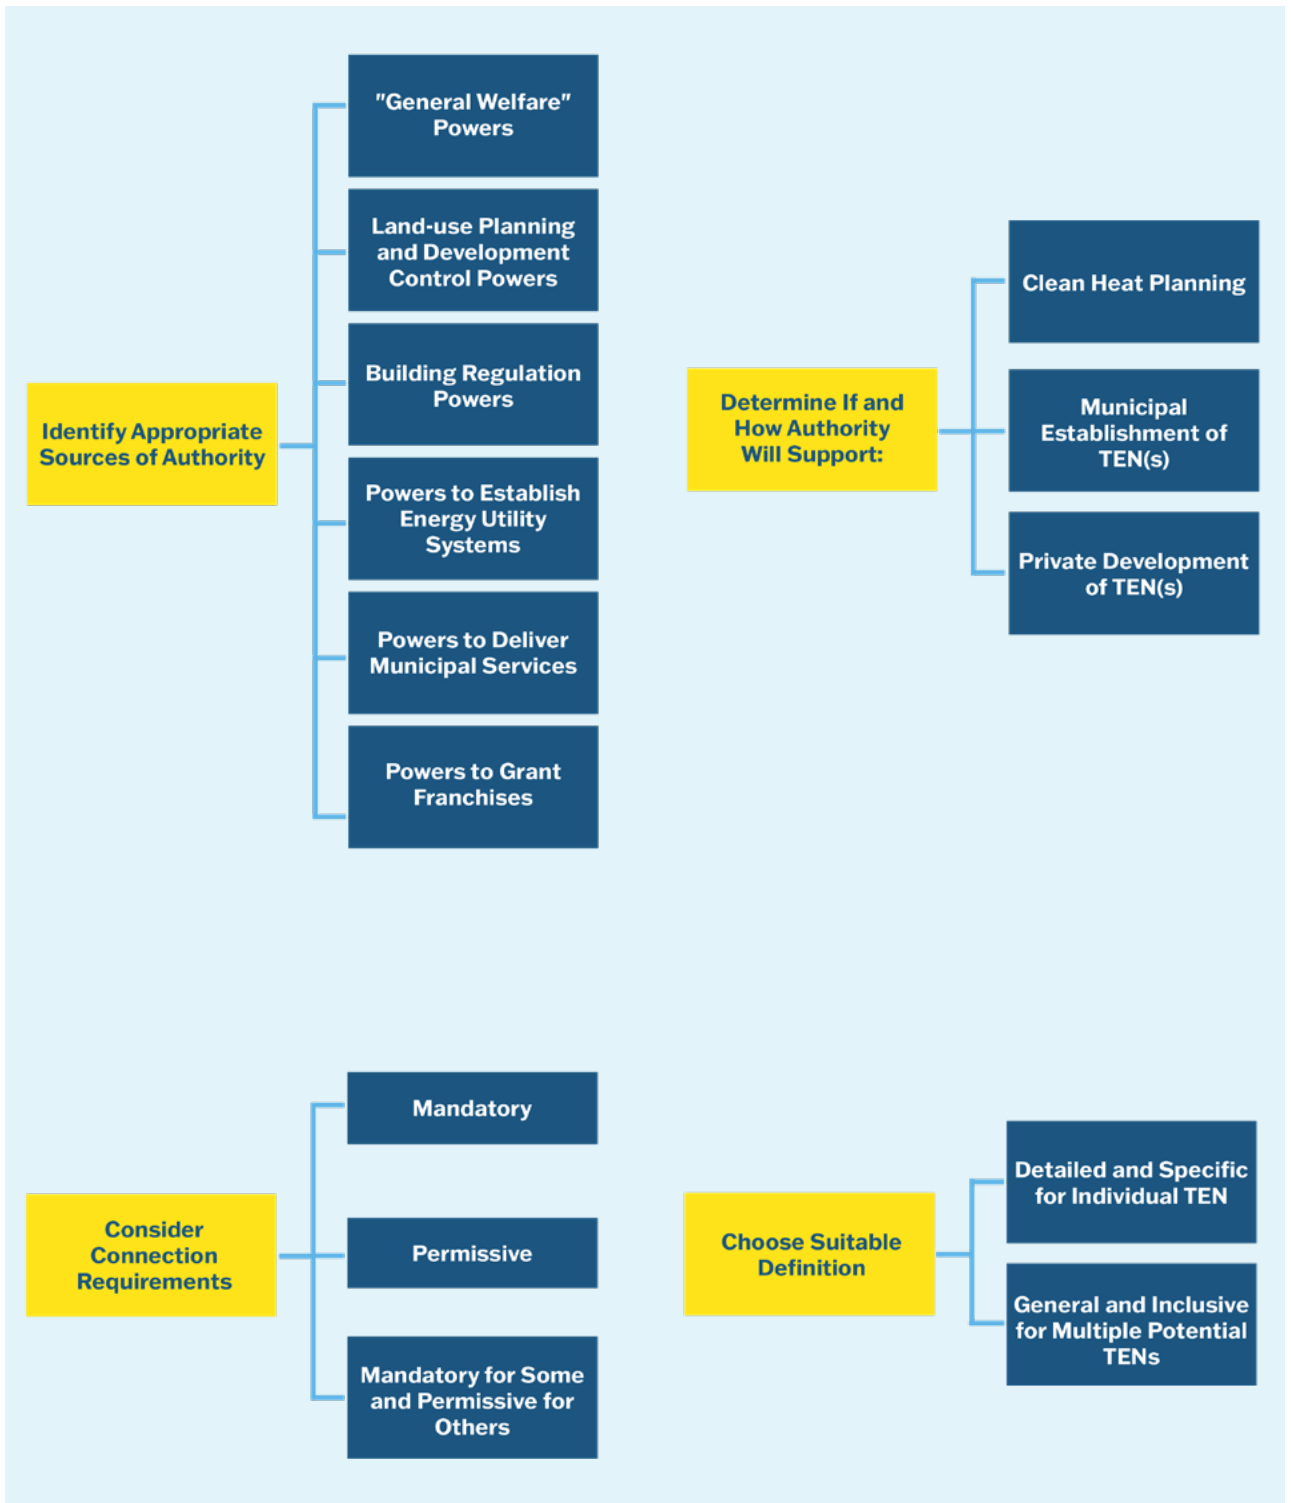 Identify Appropriate
Sources of Authority
"General Welfare"
Powers
Land-use Planning
and Development
Control Powers
Building Regulation
Powers
Powers to Establish
Energy Utility
Systems
Powers to Deliver
Municipal Services
Powers to Grant
Franchises
Determine If and
How Authority
Will Support:
Clean Heat Planning
Municipal
Establishment of
TEN(s)
Private Development
of TEN(s)
Consider
Connection
Requirements
Mandatory
Permissive
Mandatory for Some
and Permissive for
Others
Choose Suitable
Definition
Detailed and Specific
for Individual TEN
General and Inclusive
for Multiple Potential
TENs